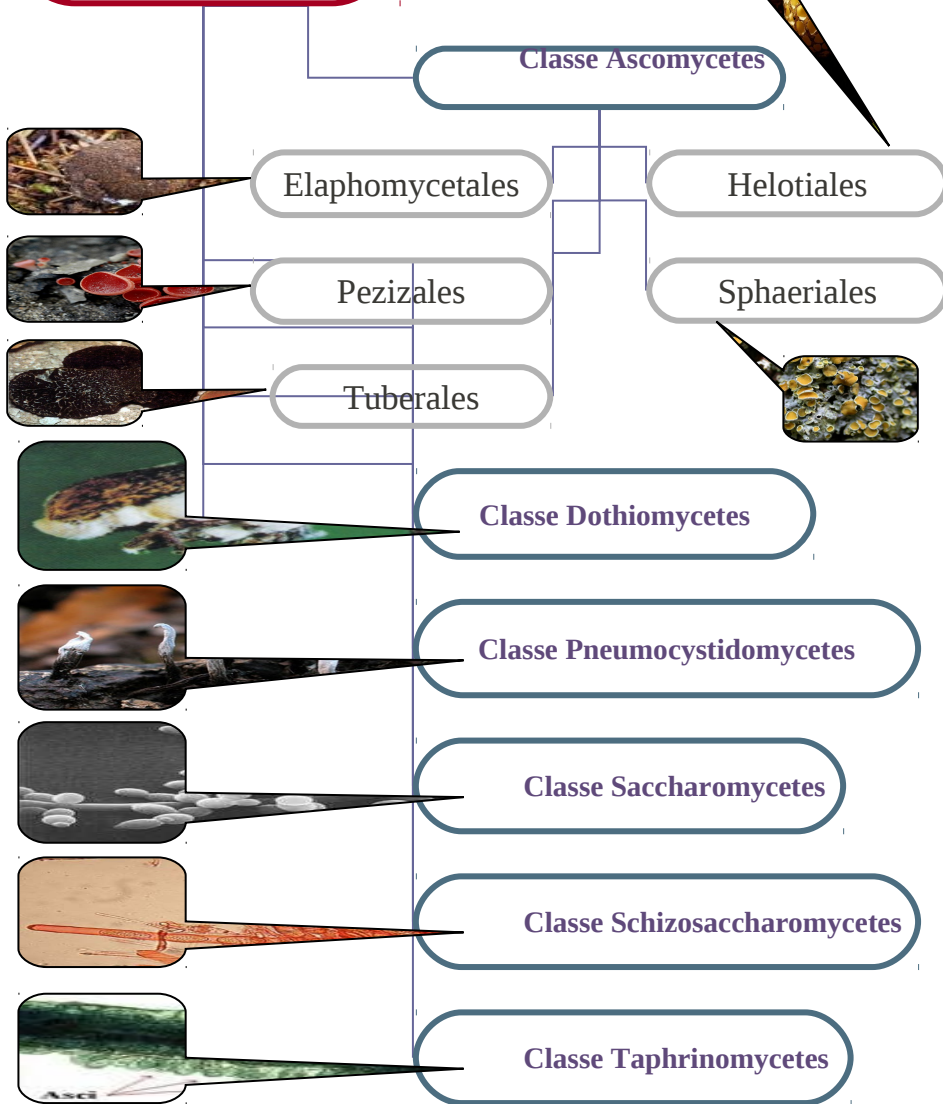 Classe Ascomycetes
Elaphomycetales
Helotiales
Pezizales
Sphaeriales
Tuberales
Classe Dothiomycetes
Classe Pneumocystidomycetes
Classe Saccharomycetes
Classe Schizosaccharomycetes
Classe Taphrinomycetes
Asci